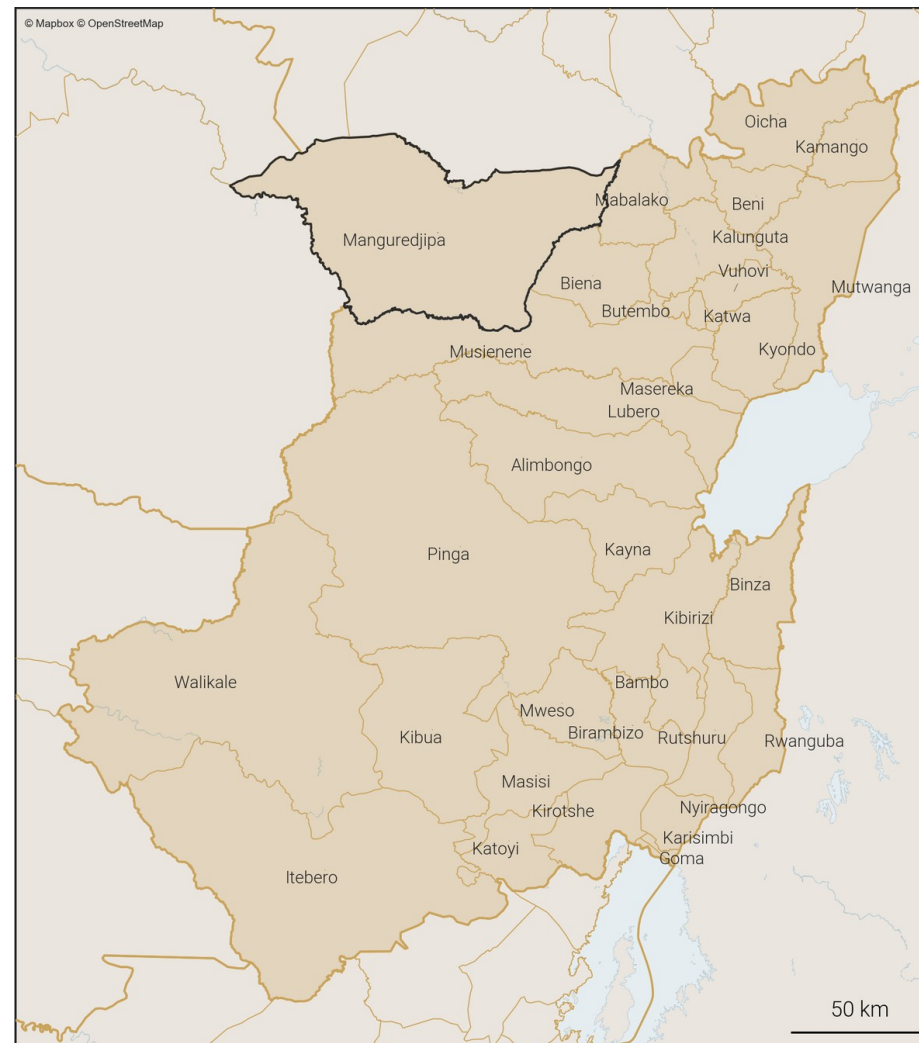 © Mapbox © OpenStreetMap
Oicha
Kamango
Mabalako
Beni
Manguredjipa
Kalunguta
Vuhovi
Biena
Mutwanga
Butembo
Katwa
Musienene
Kyondo
Masereka
Lubero
Alimbongo
Kayna
Pinga
Binza
Kibirizi
Walikale
Bambo
Mweso
Birambizo
Kibua
Rutshuru
Rwanguba
Masisi
Kirotshe
Nyiragongo
Karisimbi
Katoyi
Goma
Itebero
50 km